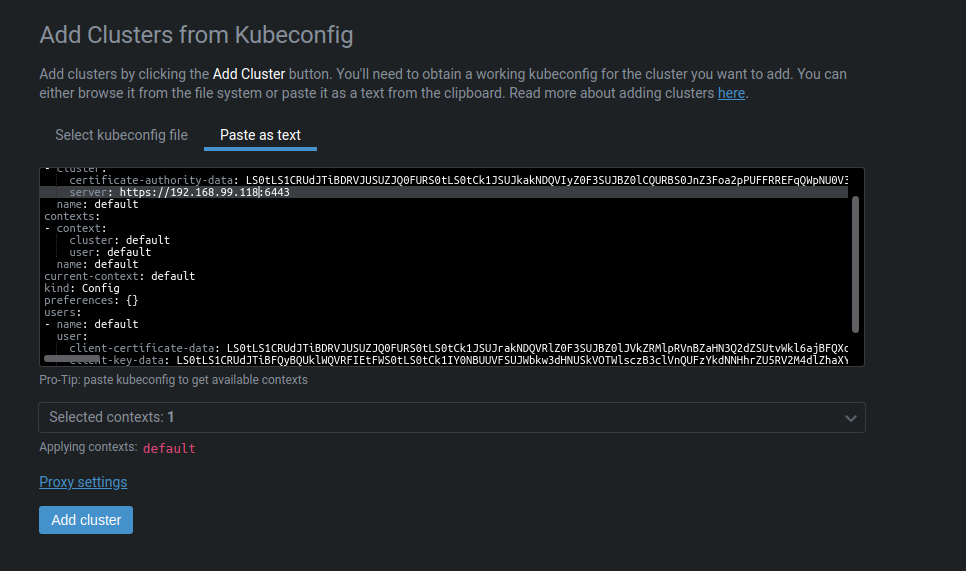 Add Clusters from Kubeconfig
Add clusters by clicking the Add Cluster button. You'll need to obtain a working kubeconfig for the cluster you want to add. You can
either browse it from the file system or paste it as a text from the clipboard. Read more about adding clusters here.
Select kubeconfig file Paste as text
- cluster:
certificate-authority-data:
server: https://192.168.99.118:6443
name: default
contexts:
- context:
cluster: default
user: default
name: default
current-context: default
kind: Config
preferences: {}
users:
- name: default
user:
client-certificate-data:
client-key-data:
Pro-Tip: paste kubeconfig to get available contexts
Selected contexts: 1
Applying contexts: default
Proxy settings
Add cluster